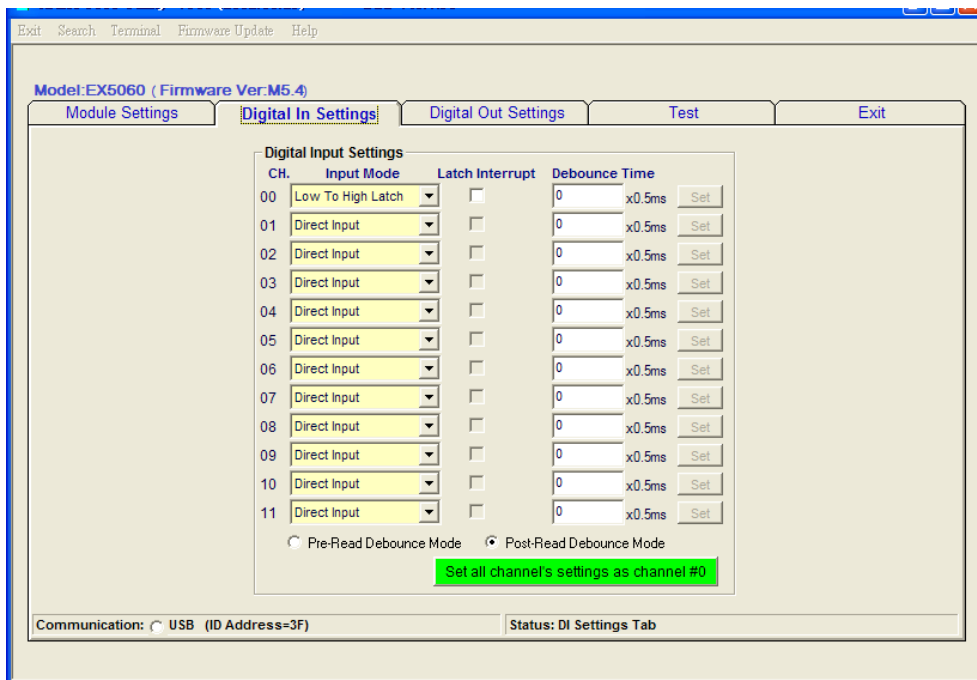 Exit Search Terminal Firmware Update Help
Model:EX5060 ( Firmware Ver:M5.4)
Module Settings Digital In Settings Digital Out Settings Test Exit
Digital Input Settings
CH. Input Mode Latch Interrupt Debounce Time
00 Low To High Latch 0 x0.5ms Set
01 Direct Input 0 x0.5ms Set
02 Direct Input 0 x0.5ms Set
03 Direct Input 0 x0.5ms Set
04 Direct Input 0 x0.5ms Set
05 Direct Input 0 x0.5ms Set
06 Direct Input 0 x0.5ms Set
07 Direct Input 0 x0.5ms Set
08 Direct Input 0 x0.5ms Set
09 Direct Input 0 x0.5ms Set
10 Direct Input 0 x0.5ms Set
11 Direct Input 0 x0.5ms Set
Pre-Read Debounce Mode Post-Read Debounce Mode
Set all channel's settings as channel #0
Communication: USB (ID Address=3F) Status: DI Settings Tab